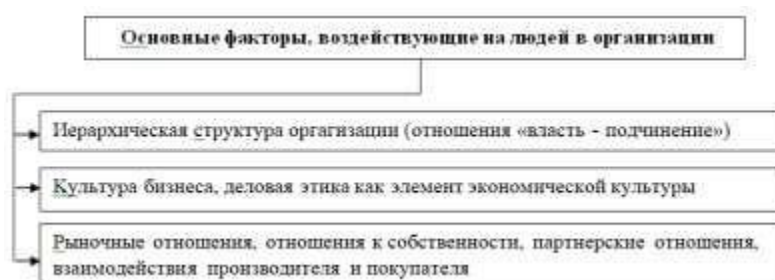 Основные факторы, воздействующие на людей в организации
Иерархическая структура оргагизации (отношения «власть - подчинение»)
Культура бизнеса, деловая этика как элемент экономической культуры
Рыночные отношения, отношения к собственности, партнерские отношения,
взаимодействия производителя и покупателя